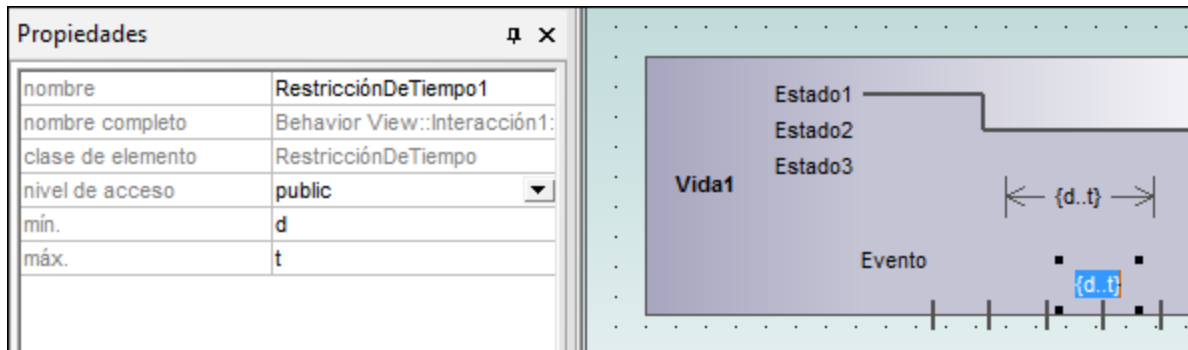 Propiedades
nombre RestricciónDeTiempo1
nombre completo Behavior View::Interacción1:
clase de elemento RestricciónDeTiempo
nivel de acceso public
mín. d
máx. t
Estado1
Estado2
Estado3
Vida1
{d..t}
Evento
{d..t}